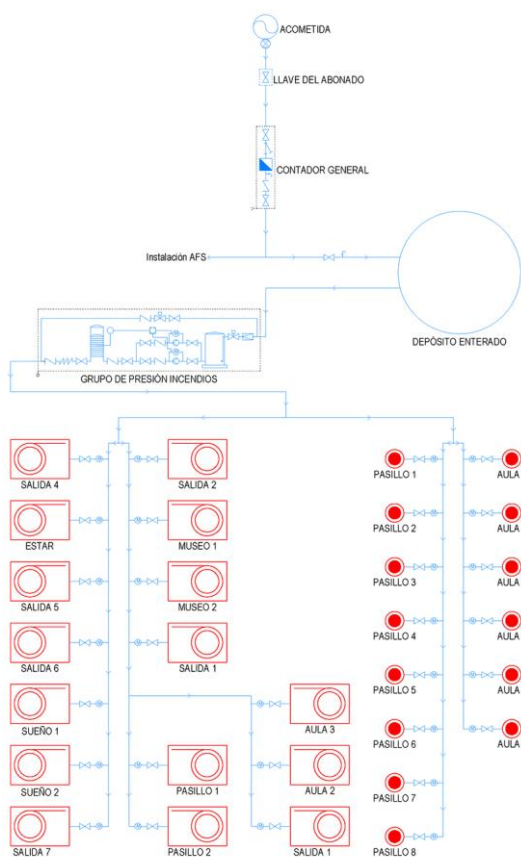 ACOMETIDA
LLAVE DEL ABONADO
CONTADOR GENERAL
Instalación AFS
DEPÓSITO ENTERADO
GRUPO DE PRESIÓN INCENDIOS
SALIDA 4
SALIDA 2
PASILLO 1
AULA
ESTAR
MUSEO 1
PASILLO 2
AULA
SALIDA 5
MUSEO 2
PASILLO 3
AULA
SALIDA 6
SALIDA 1
PASILLO 4
AULA
SUEÑO 1
AULA 3
PASILLO 5
AULA
SUEÑO 2
PASILLO 1
AULA 2
PASILLO 6
AULA
PASILLO 7
SALIDA 7
PASILLO 2
SALIDA 1
PASILLO 8